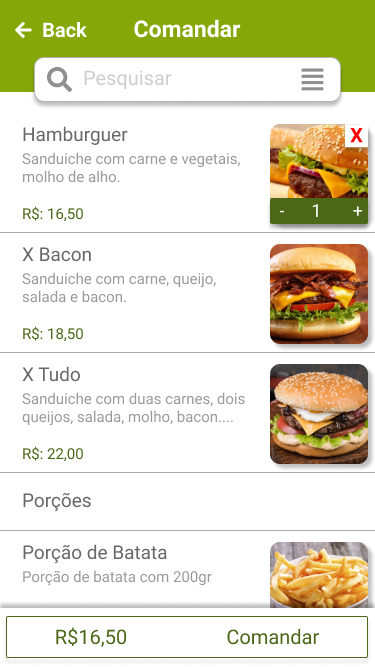 Back Comandar
Pesquisar
Hamburguer
X
Sanduiche com carne e vegetais,
molho de alho.
R$: 16,50
- 1 +
X Bacon
Sanduiche com carne, queijo,
salada e bacon.
R$: 18,50
X Tudo
Sanduiche com duas carnes, dois
queijos, salada, molho, bacon....
R$: 22,00
Porções
Porção de Batata
Porção de batata com 200gr
R$16,50 Comandar